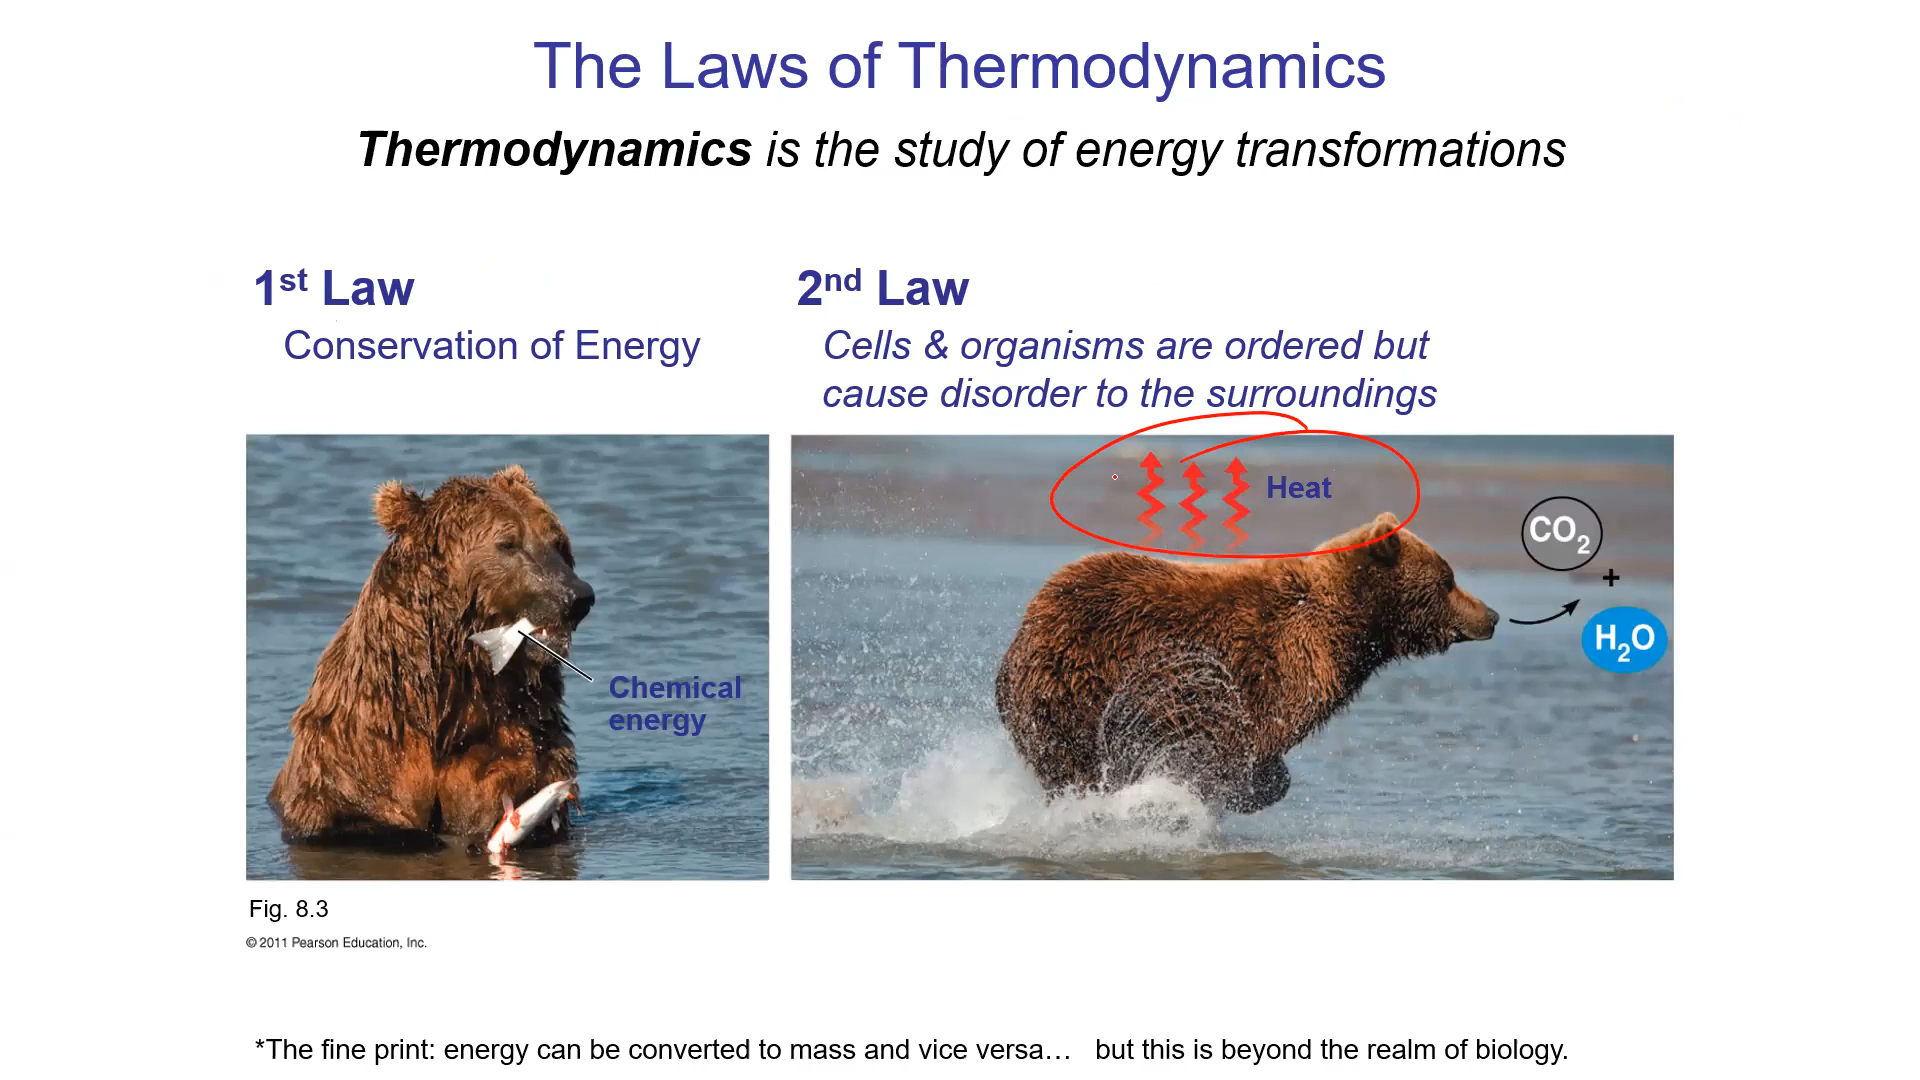 The Laws of Thermodynamics
Thermodynamics is the study of energy transformations
1st Law
Conservation of Energy
2nd Law
Cells & organisms are ordered but
cause disorder to the surroundings
Chemical
energy
Heat
CO2
+
H2O
Fig. 8.3
© 2011 Pearson Education, Inc.
*The fine print: energy can be converted to mass and vice versa… but this is beyond the realm of biology.